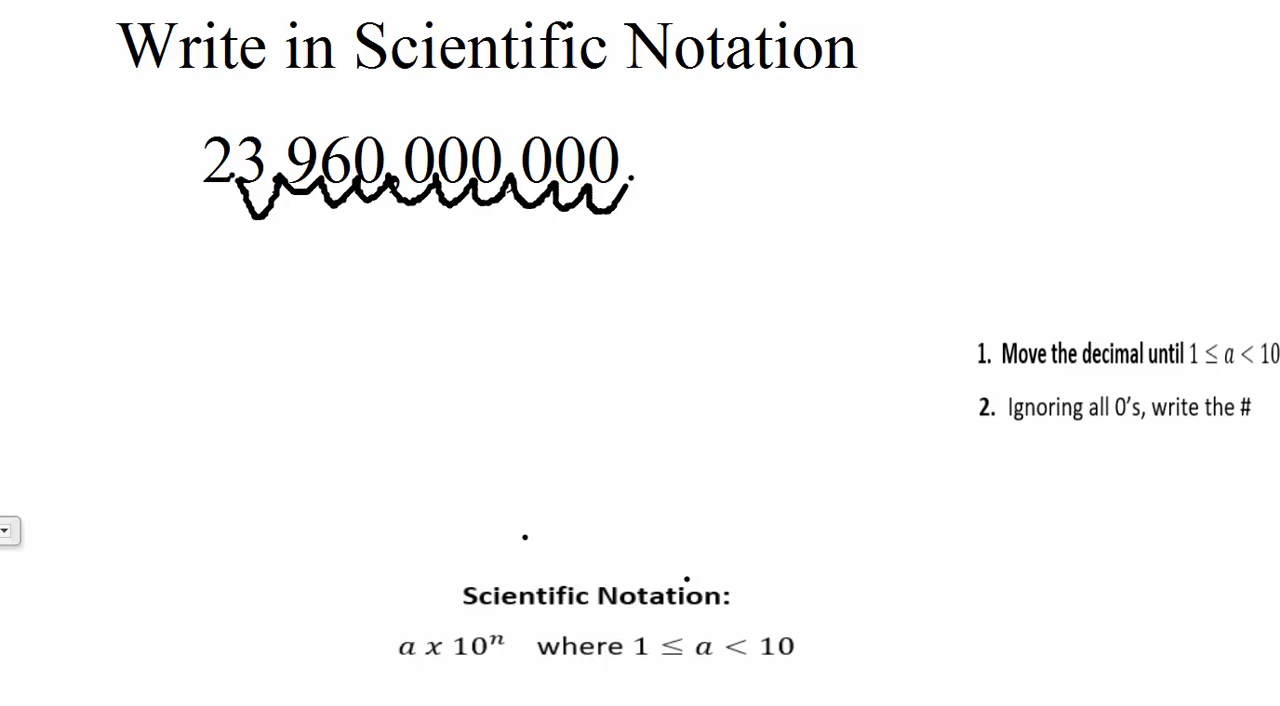 Write in Scientific Notation
23,960,000,000.
1. Move the decimal until 1 ≤ a < 10
2. Ignoring all 0's, write the #
Scientific Notation:
a x 10ⁿ where 1 ≤ a < 10